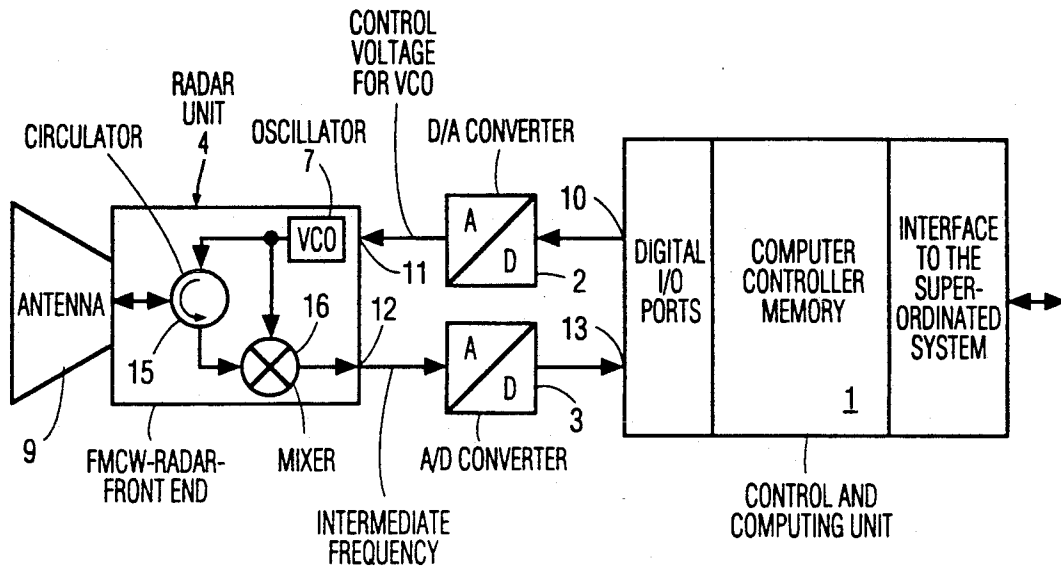 CONTROL
VOLTAGE
FOR VCO
RADAR
UNIT
4
CIRCULATOR
OSCILLATOR
7
D/A CONVERTER
10
VCO
A
D
2
11
ANTENNA
15
16
12
13
A
D
3
DIGITAL
I/O
PORTS
COMPUTER
CONTROLLER
MEMORY
1
INTERFACE
TO THE
SUPER-
ORDINATED
SYSTEM
9
FMCW-RADAR-
FRONT END
MIXER
A/D CONVERTER
INTERMEDIATE
FREQUENCY
CONTROL AND
COMPUTING UNIT